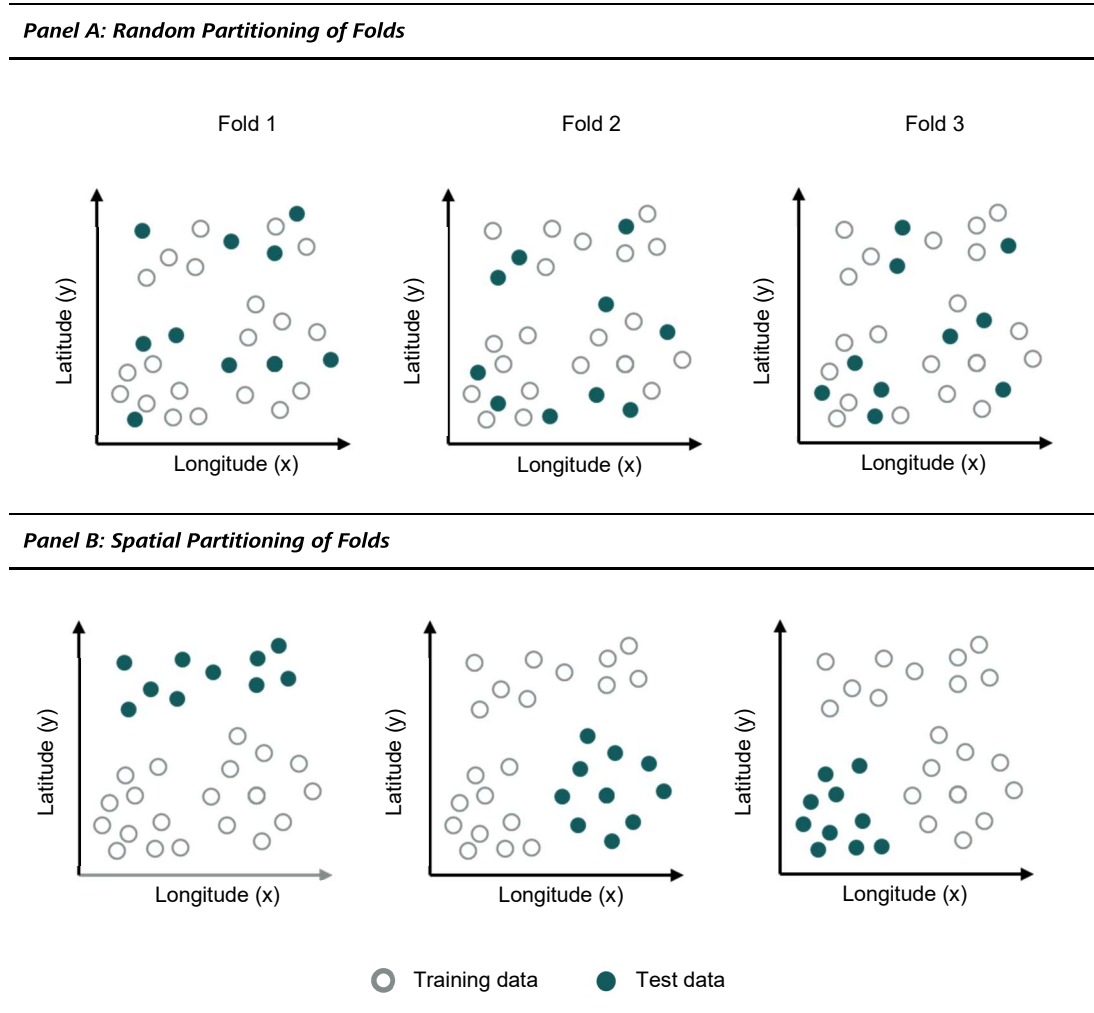 Panel A: Random Partitioning of Folds
Fold 1
Fold 2
Fold 3
Latitude (y)
Latitude (y)
Latitude (y)
Longitude (x)
Longitude (x)
Longitude (x)
Panel B: Spatial Partitioning of Folds
Latitude (y)
Latitude (y)
Latitude (y)
Longitude (x)
Longitude (x)
Longitude (x)
Training data
Test data